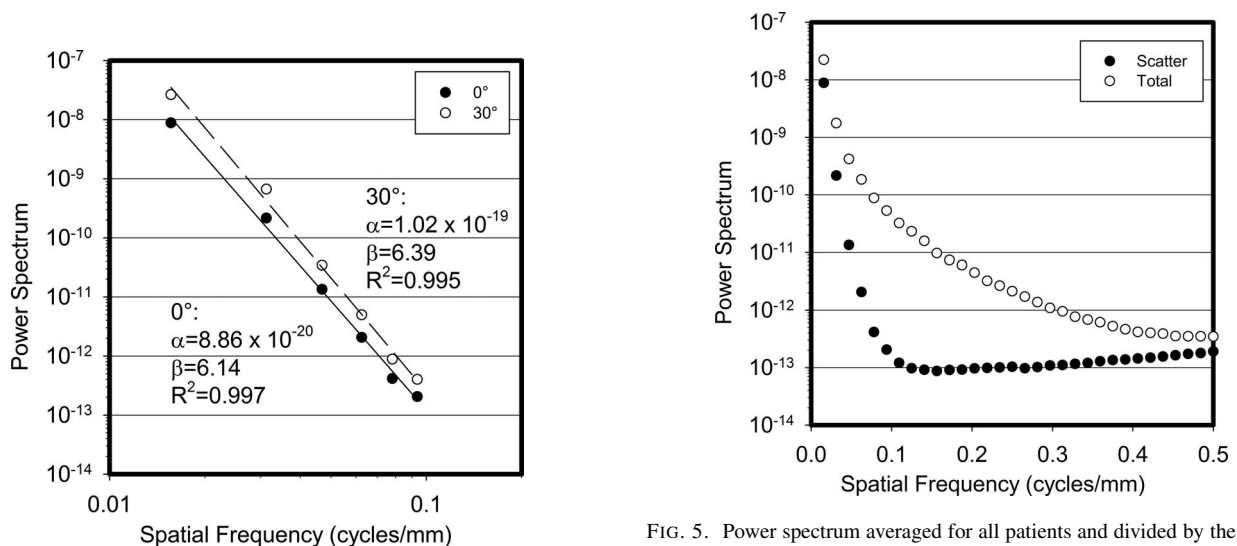 10⁻⁷
10⁻⁸
10⁻⁹
10⁻¹⁰
10⁻¹¹
10⁻¹²
10⁻¹³
10⁻¹⁴
Power Spectrum
0°
30°
30°:
α=1.02 x 10⁻¹⁹
β=6.39
R²=0.995
0°:
α=8.86 x 10⁻²⁰
β=6.14
R²=0.997
0.01
0.1
Spatial Frequency (cycles/mm)
10⁻⁷
10⁻⁸
10⁻⁹
10⁻¹⁰
10⁻¹¹
10⁻¹²
10⁻¹³
10⁻¹⁴
Power Spectrum
Scatter
Total
0.0 0.1 0.2 0.3 0.4 0.5
Spatial Frequency (cycles/mm)
FIG. 5. Power spectrum averaged for all patients and divided by the